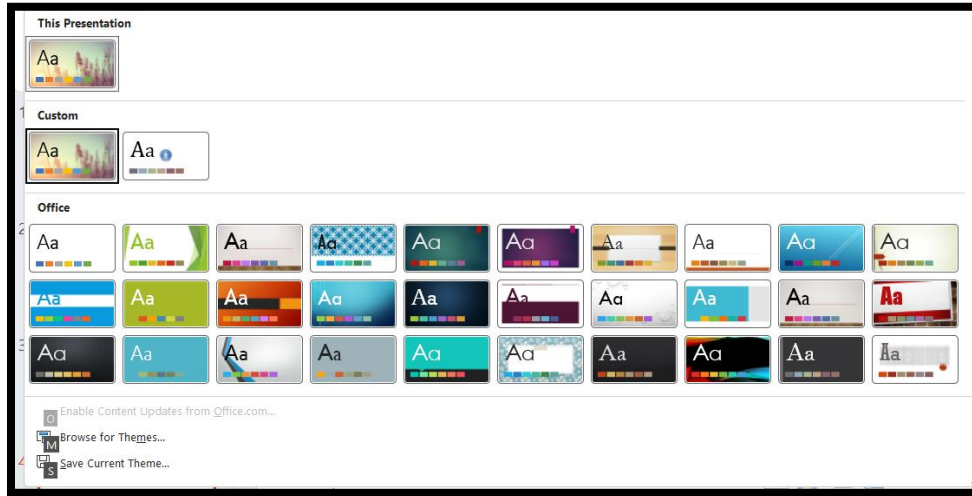 This Presentation
Aa
Custom
Aa Aa
Office
Aa Aa Aa Aa Aa Aa Aa Aa Aa Aa
Aa Aa Aa Aa Aa Aa Aa Aa Aa Aa
Aa Aa Aa Aa Aa Aa Aa Aa Aa Aa
O Enable Content Updates from Office.com...
M Browse for Themes...
S Save Current Theme...